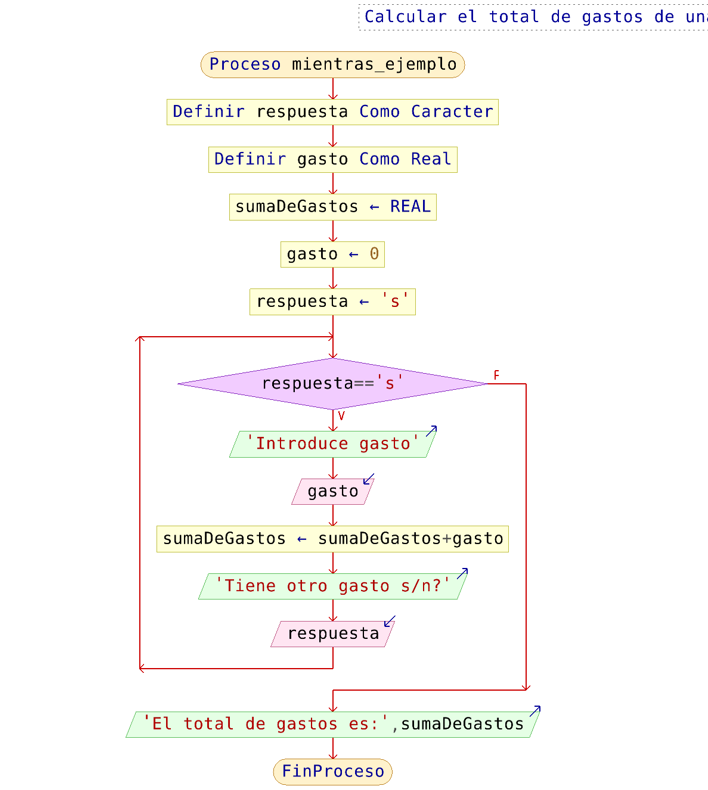 Calcular el total de gastos de una
Proceso mientras_ejemplo
Definir respuesta Como Caracter
Definir gasto Como Real
sumaDeGastos ← REAL
gasto ← 0
respuesta ← 's'
respuesta=='s'
F
V
'Introduce gasto'
gasto
sumaDeGastos ← sumaDeGastos+gasto
'Tiene otro gasto s/n?'
respuesta
'El total de gastos es:',sumaDeGastos
FinProceso